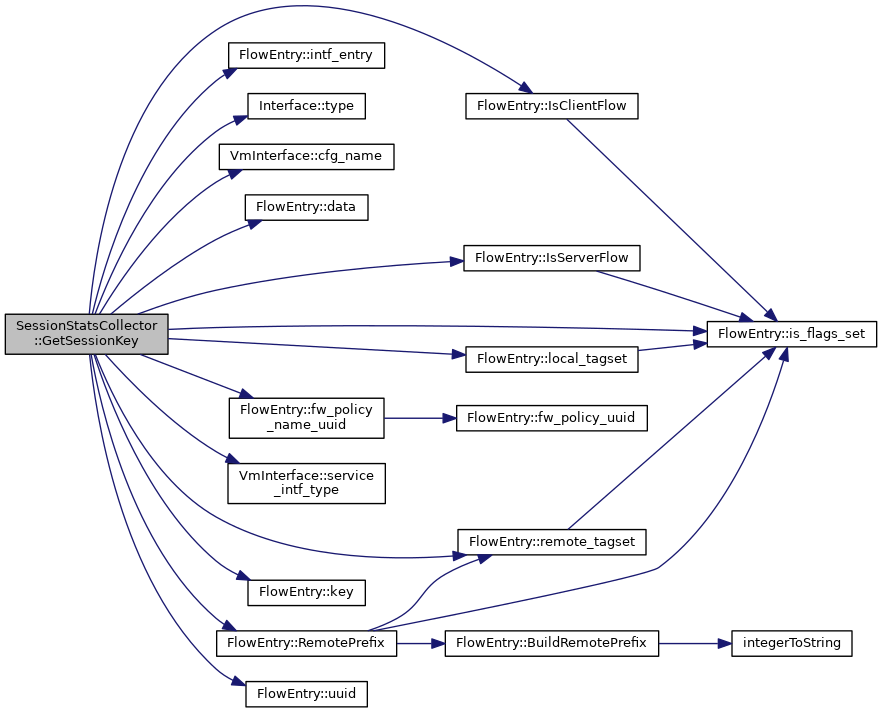 FlowEntry::intf_entry
Interface::type
FlowEntry::IsClientFlow
VmInterface::cfg_name
FlowEntry::data
FlowEntry::IsServerFlow
SessionStatsCollector
::GetSessionKey
FlowEntry::is_flags_set
FlowEntry::local_tagset
FlowEntry::fw_policy
_name_uuid
FlowEntry::fw_policy_uuid
VmInterface::service
_intf_type
FlowEntry::remote_tagset
FlowEntry::key
FlowEntry::RemotePrefix
FlowEntry::BuildRemotePrefix
integerToString
FlowEntry::uuid